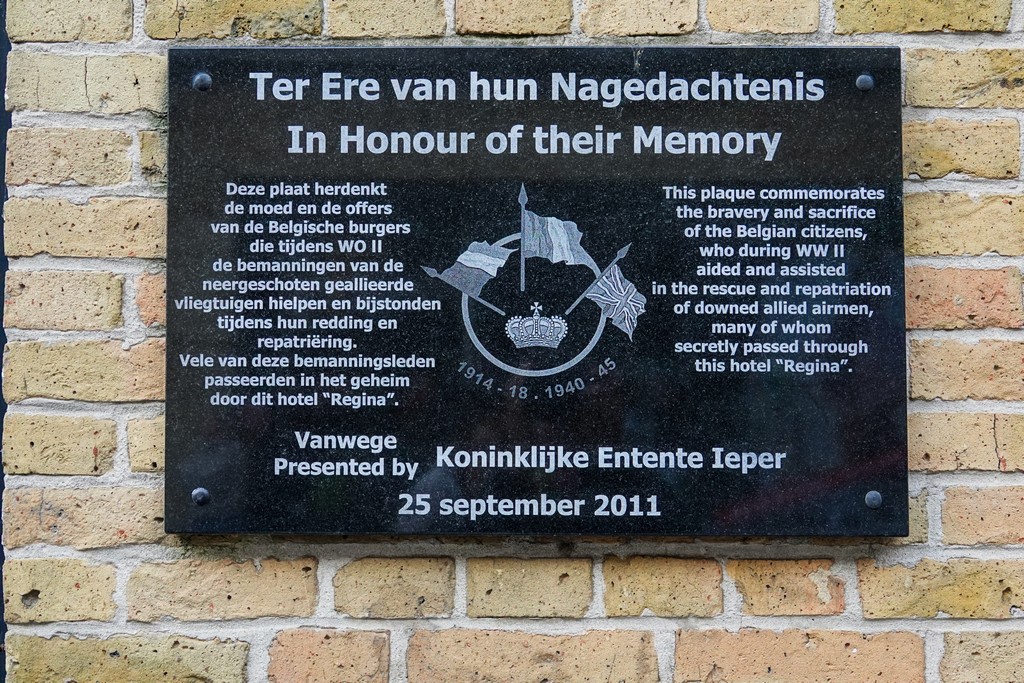 Ter Ere van hun Nagedachtenis
In Honour of their Memory
Deze plaat herdenkt
de moed en de offers
van de Belgische burgers
die tijdens WO II
de bemanningen van de
neergeschoten geallieerde
vliegtuigen hielpen en bijstonden
tijdens hun redding en
repatriëring.
Vele van deze bemanningsleden
passeerden in het geheim
door dit hotel "Regina".
1914 - 18 . 1940 - 45
This plaque commemorates
the bravery and sacrifice
of the Belgian citizens,
who during WW II
aided and assisted
in the rescue and repatriation
of downed allied airmen,
many of whom
secretly passed through
this hotel "Regina".
Vanwege
Presented by
Koninklijke Entente Ieper
25 september 2011